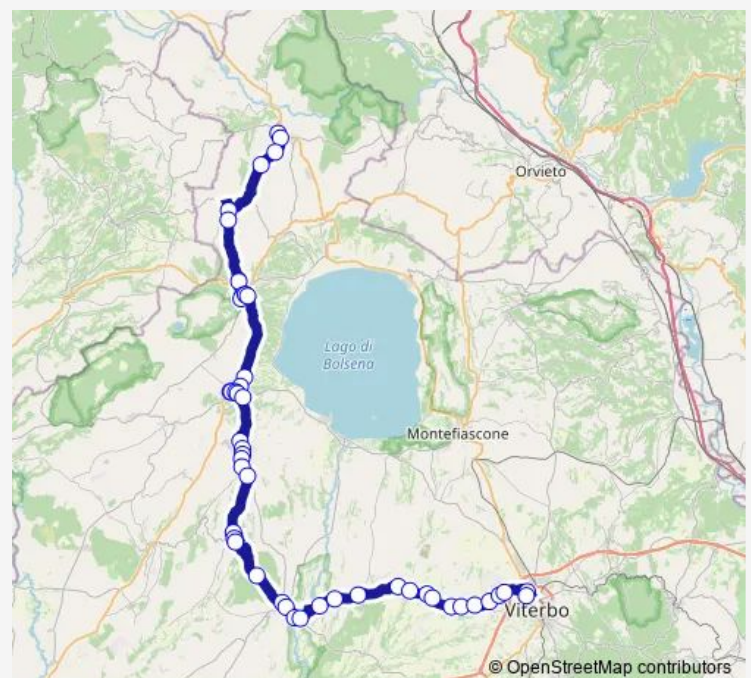 Orvieto
Lago di
Bolsena
Montefiascone
Viterbo
© OpenStreetMap contributors